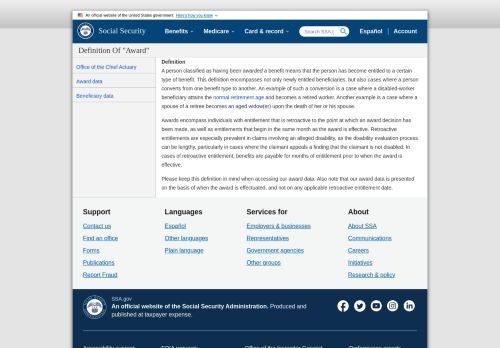 An official website of the United States government Here's how you know
Social Security
Benefits
Medicare
Card & record
Search SSA.g
Español
Account
Definition Of "Award"
Office of the Chief Actuary
Award data
Beneficiary data
Definition
A person classified as having been awarded a benefit means that the person has become entitled to a certain
type of benefit. This definition encompasses not only newly entitled beneficiaries, but also cases where a person
converts from one benefit type to another. An example of such a conversion is a case where a disabled-worker
beneficiary attains the normal retirement age and becomes a retired worker. Another example is a case where a
spouse of a retiree becomes an aged widow(er) upon the death of her or his spouse.
Awards encompass individuals with entitlement that is retroactive to the point at which an award decision
has been made, as well as entitlements that begin in the same month as the award is effective. Retroactive
entitlements are especially prevalent in claims involving an alleged disability, as the disability evaluation process
can be lengthy, particularly in cases where the claimant appeals a finding that the claimant is not disabled. In
cases of retroactive entitlement, benefits are payable for months of entitlement prior to when the award is
effective.
Please keep this definition in mind when accessing our award data. Also note that our award data is presented
on the basis of when the award is effectuated, and not on any applicable retroactive entitlement date.
Support
Contact us
Find an office
Forms
Publications
Report Fraud
Languages
Español
Other languages
Plain language
Services for
Employers & businesses
Representatives
Government agencies
Other groups
About
About SSA
Communications
Careers
Initiatives
Research & policy
SSA.gov
An official website of the Social Security Administration. Produced and
published at taxpayer expense.